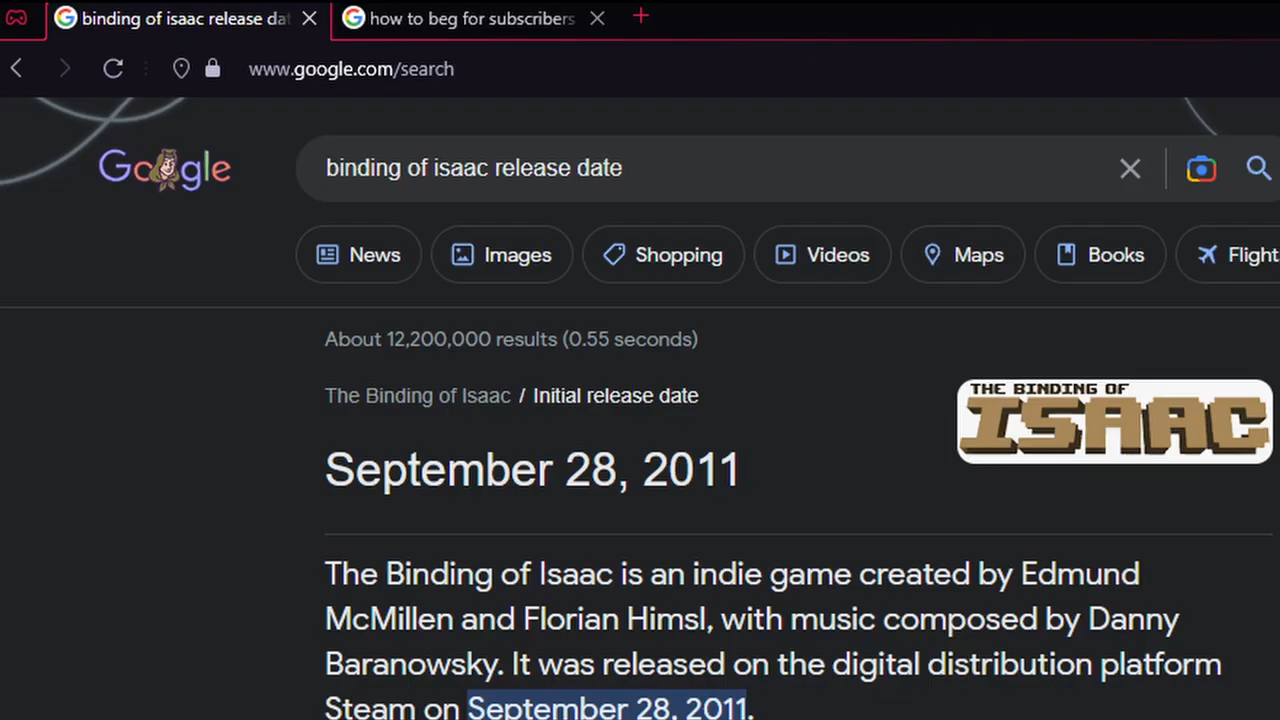 binding of isaac release dat
how to beg for subscribers
www.google.com/search
Google
binding of isaac release date
News
Images
Shopping
Videos
Maps
Books
Flight
About 12,200,000 results (0.55 seconds)
The Binding of Isaac / Initial release date
THE BINDING OF
ISAAC
September 28, 2011
The Binding of Isaac is an indie game created by Edmund
McMillen and Florian Himsl, with music composed by Danny
Baranowsky. It was released on the digital distribution platform
Steam on September 28, 2011.